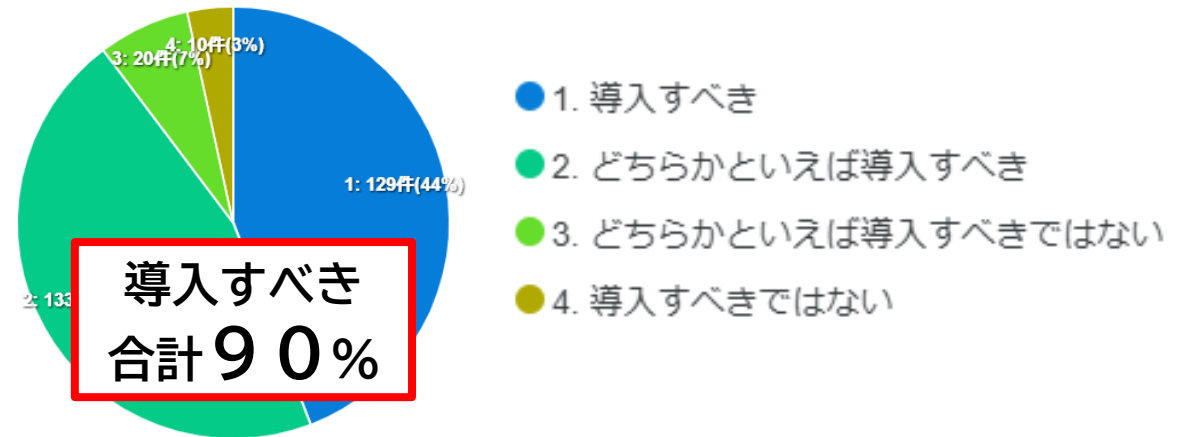 4: 10件(3%)
3: 20件(7%)
1: 129件(44%)
2: 133
導入すべき
合計９０%
1. 導入すべき
2. どちらかといえば導入すべき
3. どちらかといえば導入すべきではない
4. 導入すべきではない